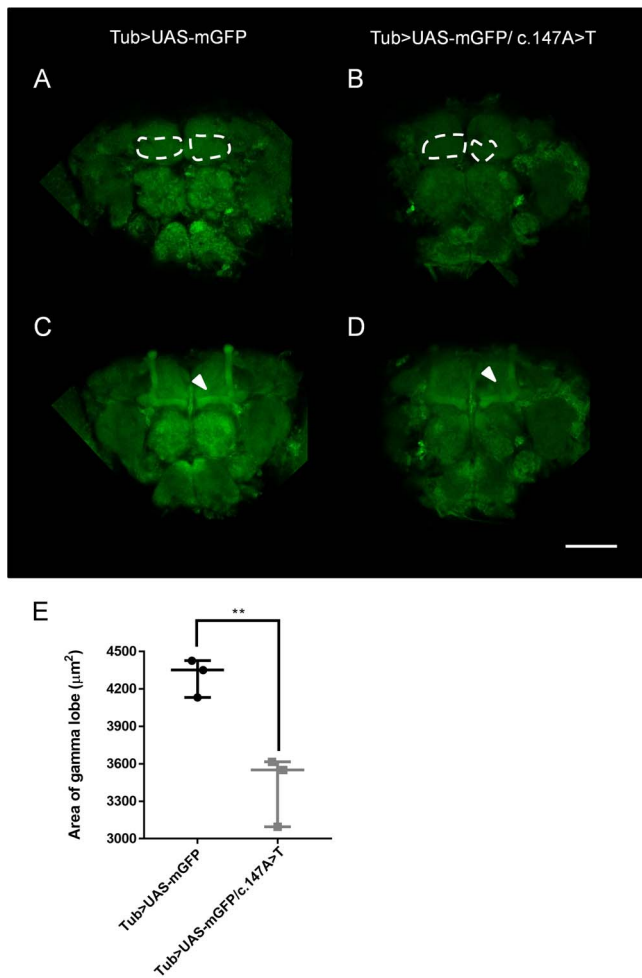 Tub>UAS-mGFP
Tub>UAS-mGFP/ c.147A>T
A
B
C
D
E
**
Area of gamma lobe (μm²)
4500
4200
3900
3600
3300
3000
Tub>UAS-mGFP
Tub>UAS-mGFP/c.147A>T